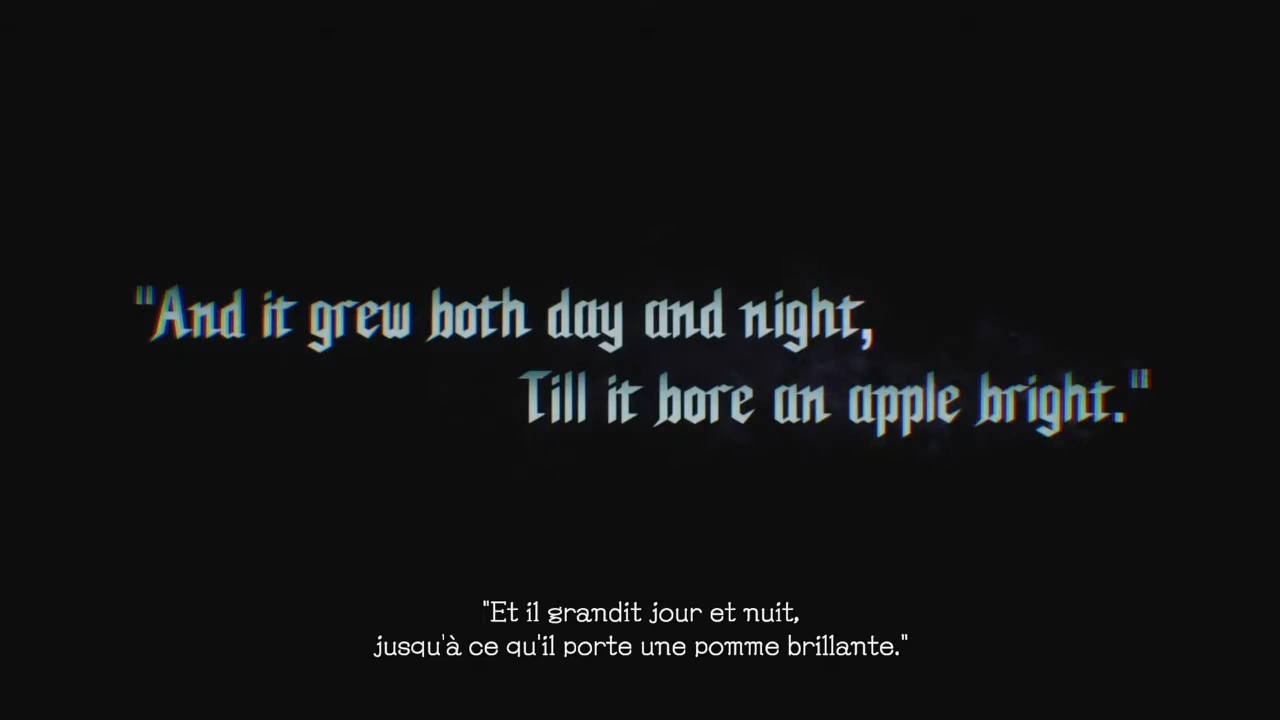 "And it grew both day and night,
Till it bore an apple bright."
"Et il grandit jour et nuit,
jusqu'à ce qu'il porte une pomme brillante."